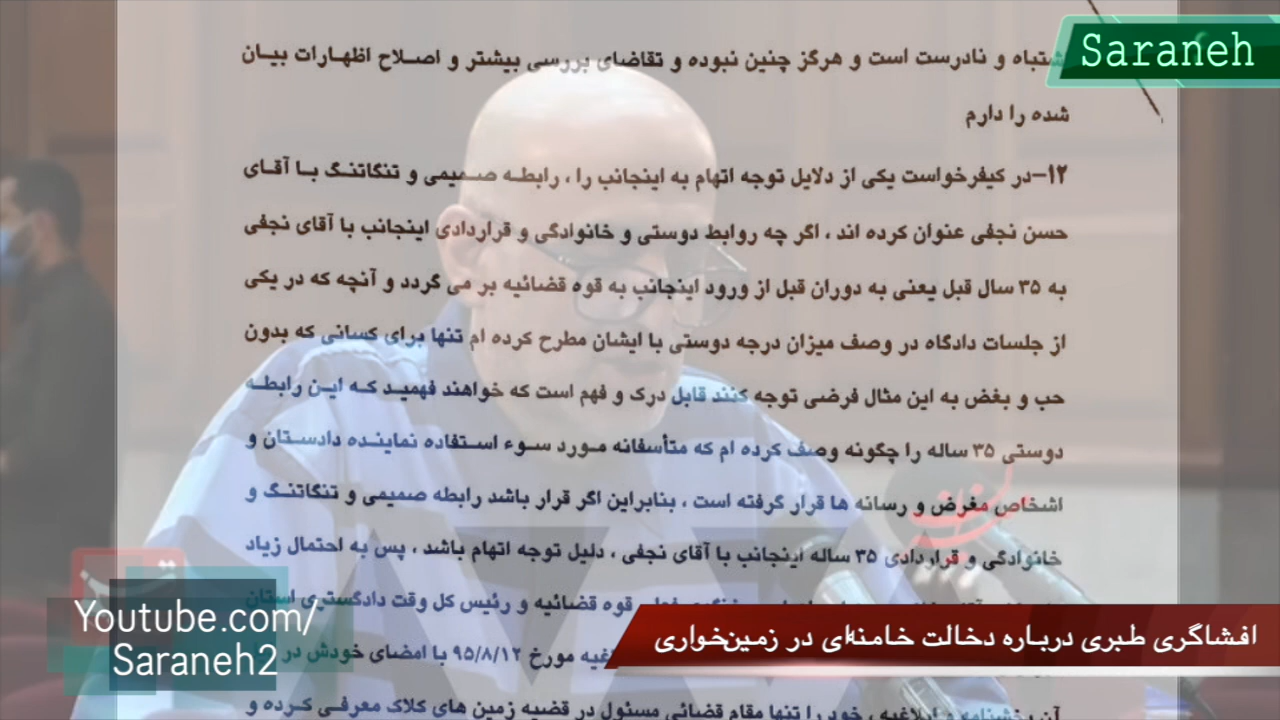 Saraneh
شتباه و نادرست است و هرگز چنین نبوده و تقاضای بررسی بیشتر و اصلاح اظهارات بیان
شده را دارم
۱۲-در کیفرخواست یکی از دلایل توجه اتهام به اینجانب را ، رابطه صمیمی و تنگاتنگ با آقای
حسن نجفی عنوان کرده اند ، اگر چه روابط دوستی و خانوادگی و قراردادی اینجانب با آقای نجفی
به ۳۵ سال قبل یعنی به دوران قبل از ورود اینجانب به قوه قضائیه بر می گردد و آنچه که در یکی
از جلسات دادگاه در وصف میزان درجه دوستی با ایشان مطرح کرده ام تنها برای کسانی که بدون
حب و بغض به این مثال فرضی توجه کنند قابل درک و فهم است که خواهند فهمید که این رابطه
دوستی ۳۵ ساله را چگونه وصف کرده ام که متأسفانه مورد سوء استفاده نماینده دادستان و
اشخاص مغرض و رسانه ها قرار گرفته است ، بنابراین اگر قرار باشد رابطه صمیمی و تنگاتنگ و
خانوادگی و قراردادی ۳۵ ساله اینجانب با آقای نجفی ، دلیل توجه اتهام باشد ، پس به احتمال زیاد
قوه قضائیه و رئیس کل وقت دادگستری استان
مورخ ۹۵/۸/۱۲ با امضای خودش در
آن بخشنامه و ابلاغیه ، خود را تنها مقام قضائی مسئول در قضیه زمین های کلاک معرفی کرده و
افشاگری طبری درباره دخالت خامنه‌ای در زمین‌خواری
Youtube.com/
Saraneh2